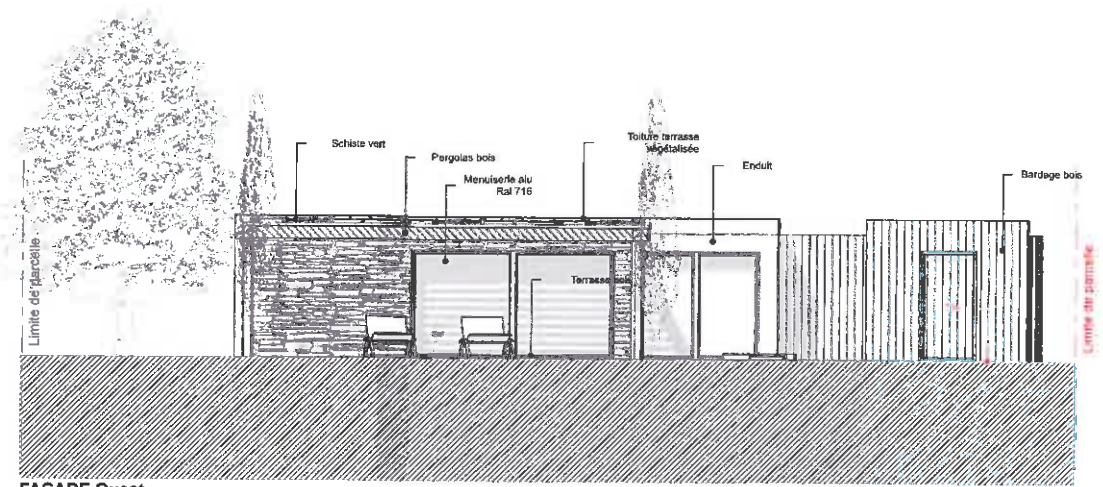 Schiste vert
Pergolas bois
Menuiserie alu
Ral 716
Toiture terrasse
végétalisée
Enduit
Bardage bois
Terrasse bois
Limite de parcelle
Limite de parcelle
FACADE Ouest